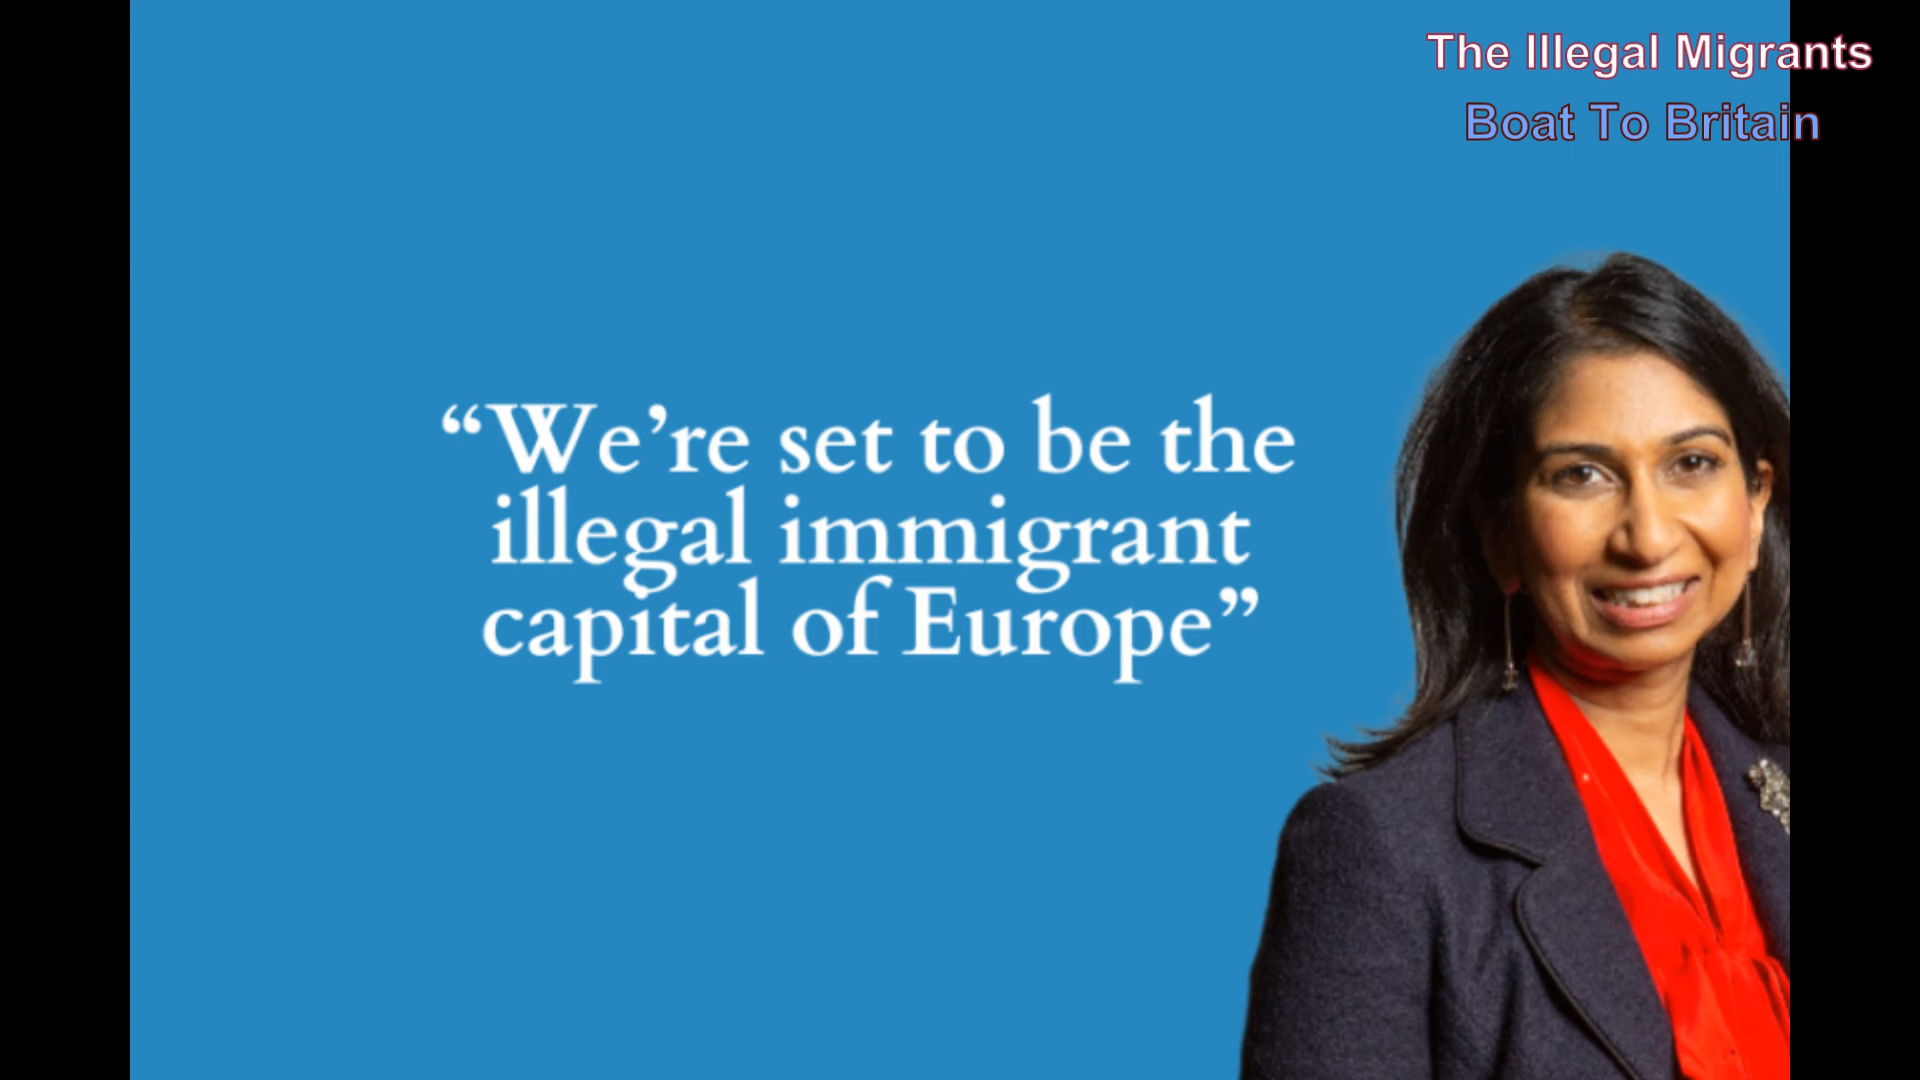 The Illegal Migrants
Boat To Britain
“We’re set to be the
illegal immigrant
capital of Europe”